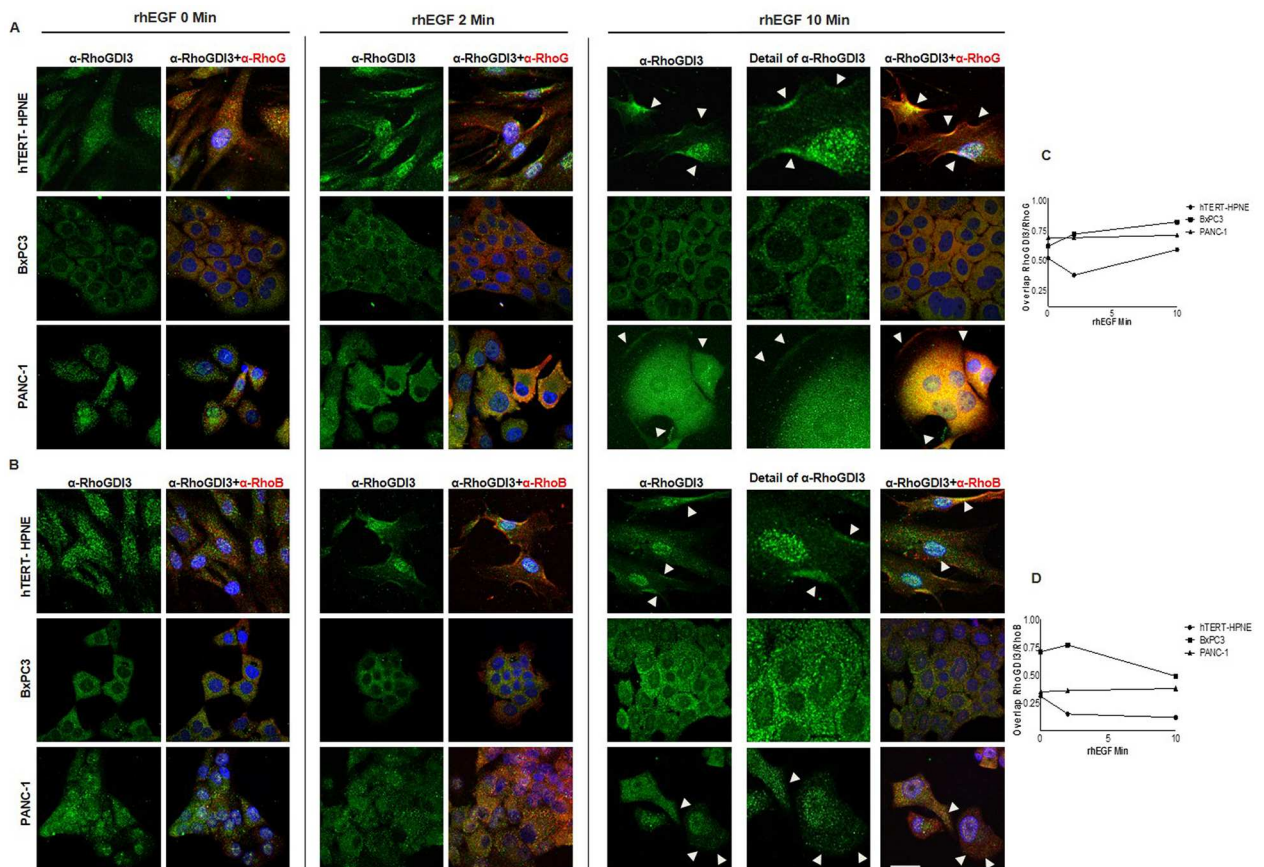 rhEGF 0 Min
rhEGF 2 Min
rhEGF 10 Min
A
α-RhoGDI3
α-RhoGDI3+α-RhoG
α-RhoGDI3
α-RhoGDI3+α-RhoG
α-RhoGDI3
Detail of α-RhoGDI3
α-RhoGDI3+α-RhoG
hTERT- HPNE
BxPC3
PANC-1
C
Overlap RhoGDI3/RhoG
1.00
0.75
0.50
0.25
0
5
10
rhEGF Min
hTERT-HPNE
BxPC3
PANC-1
B
α-RhoGDI3
α-RhoGDI3+α-RhoB
α-RhoGDI3
α-RhoGDI3+α-RhoB
α-RhoGDI3
Detail of α-RhoGDI3
α-RhoGDI3+α-RhoB
hTERT- HPNE
BxPC3
PANC-1
D
Overlap RhoGDI3/RhoB
1.00
0.75
0.50
0.25
0
5
10
rhEGF Min
hTERT-HPNE
BxPC3
PANC-1